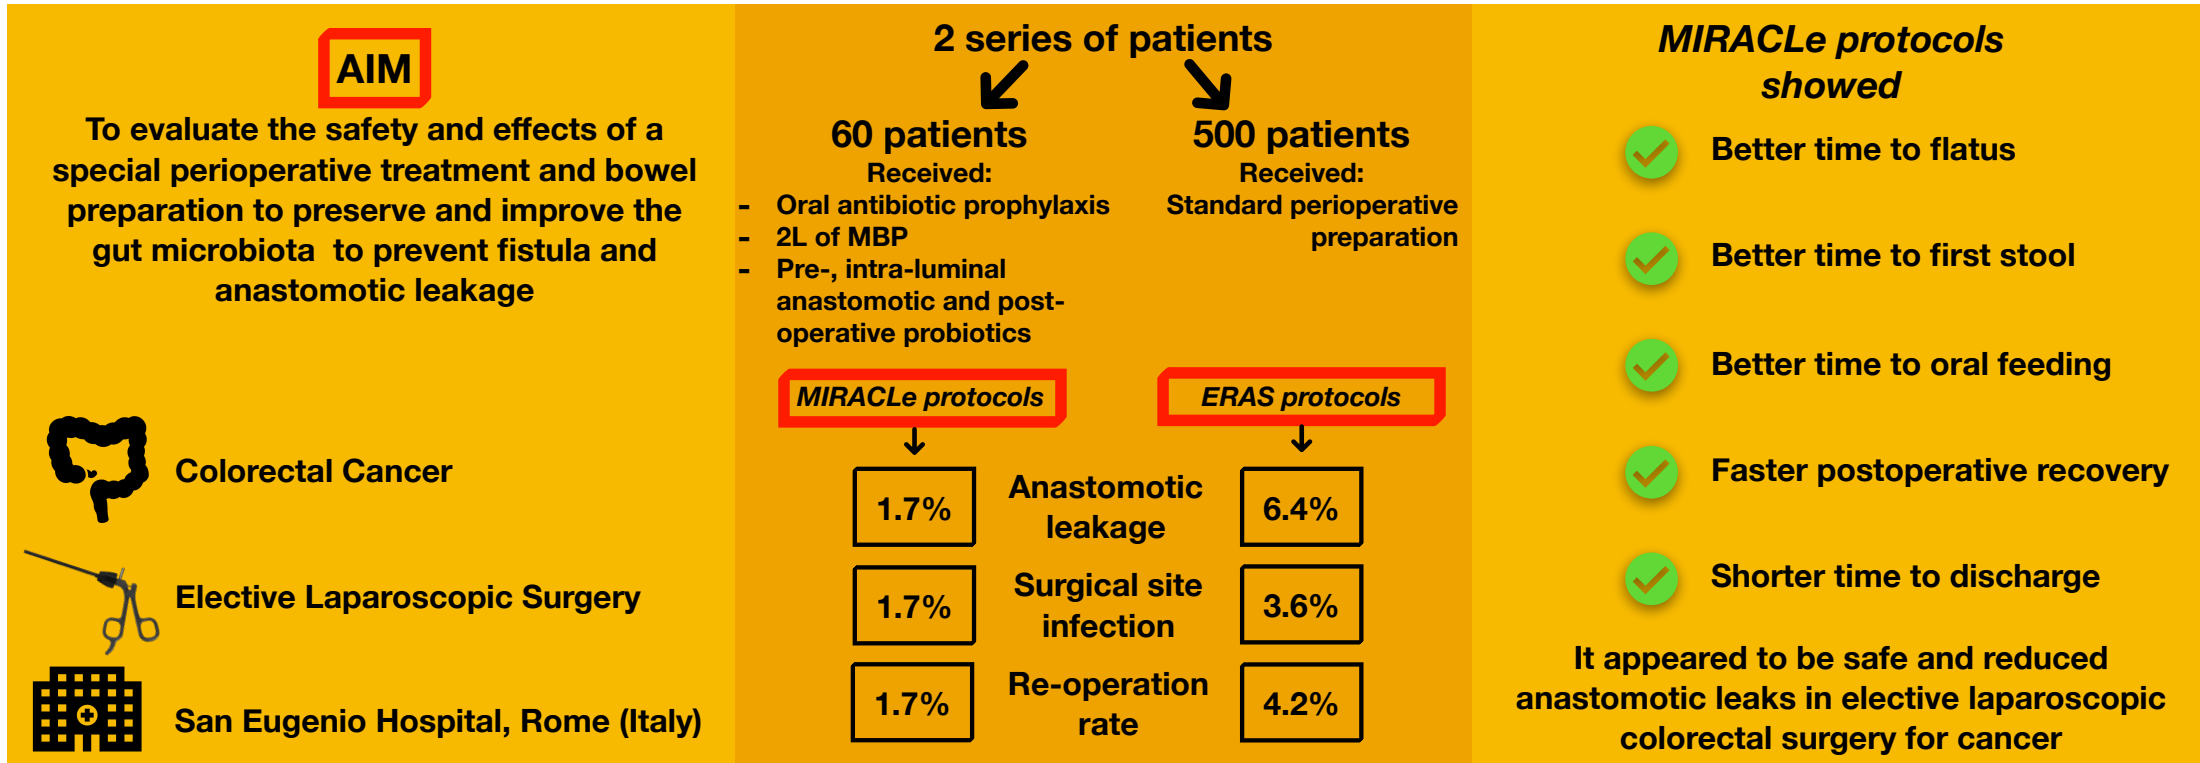 AIM
To evaluate the safety and effects of a
special perioperative treatment and bowel
preparation to preserve and improve the
gut microbiota to prevent fistula and
anastomotic leakage
Colorectal Cancer
Elective Laparoscopic Surgery
San Eugenio Hospital, Rome (Italy)
2 series of patients
60 patients
Received:
- Oral antibiotic prophylaxis
- 2L of MBP
- Pre-, intra-luminal
anastomotic and post-
operative probiotics
500 patients
Received:
Standard perioperative
preparation
MIRACLe protocols
ERAS protocols
1.7%
Anastomotic
leakage
6.4%
1.7%
Surgical site
infection
3.6%
1.7%
Re-operation
rate
4.2%
MIRACLe protocols
showed
Better time to flatus
Better time to first stool
Better time to oral feeding
Faster postoperative recovery
Shorter time to discharge
It appeared to be safe and reduced
anastomotic leaks in elective laparoscopic
colorectal surgery for cancer